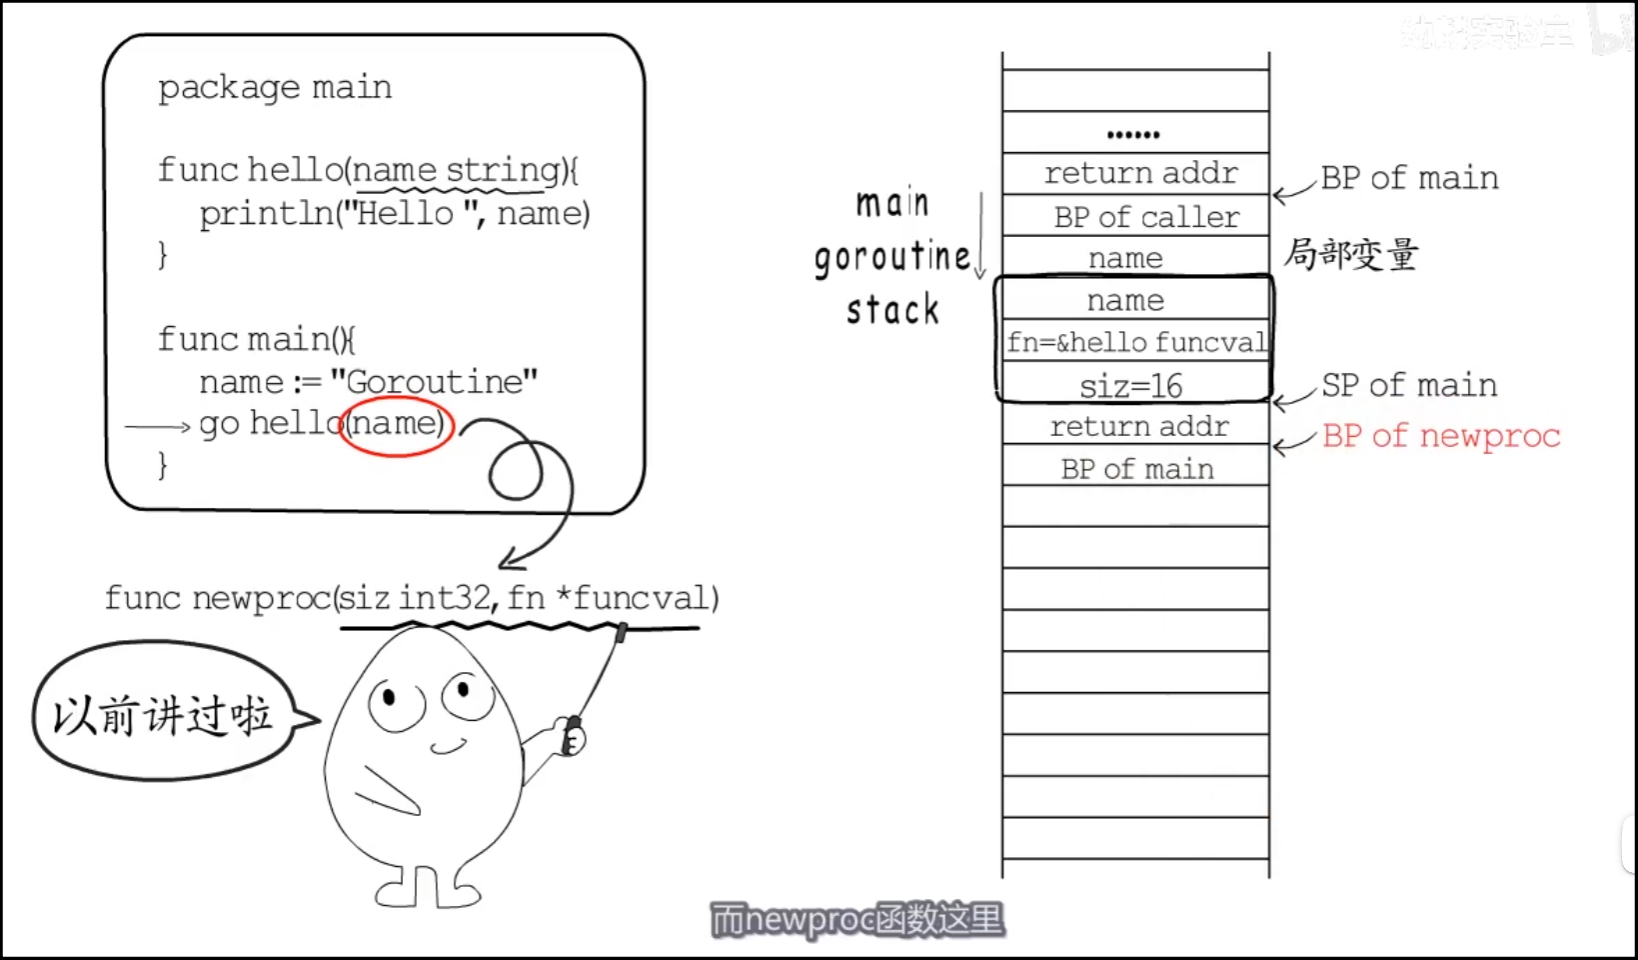 package main
func hello(name string){
println("Hello ", name)
}
func main(){
name := "Goroutine"
go hello(name)
}
func newproc(siz int32, fn *funcval)
以前讲过啦
main
goroutine
stack
......
return addr
BP of main
BP of caller
name
局部变量
name
fn=&hello funcval
siz=16
SP of main
return addr
BP of newproc
BP of main
而newproc函数这里